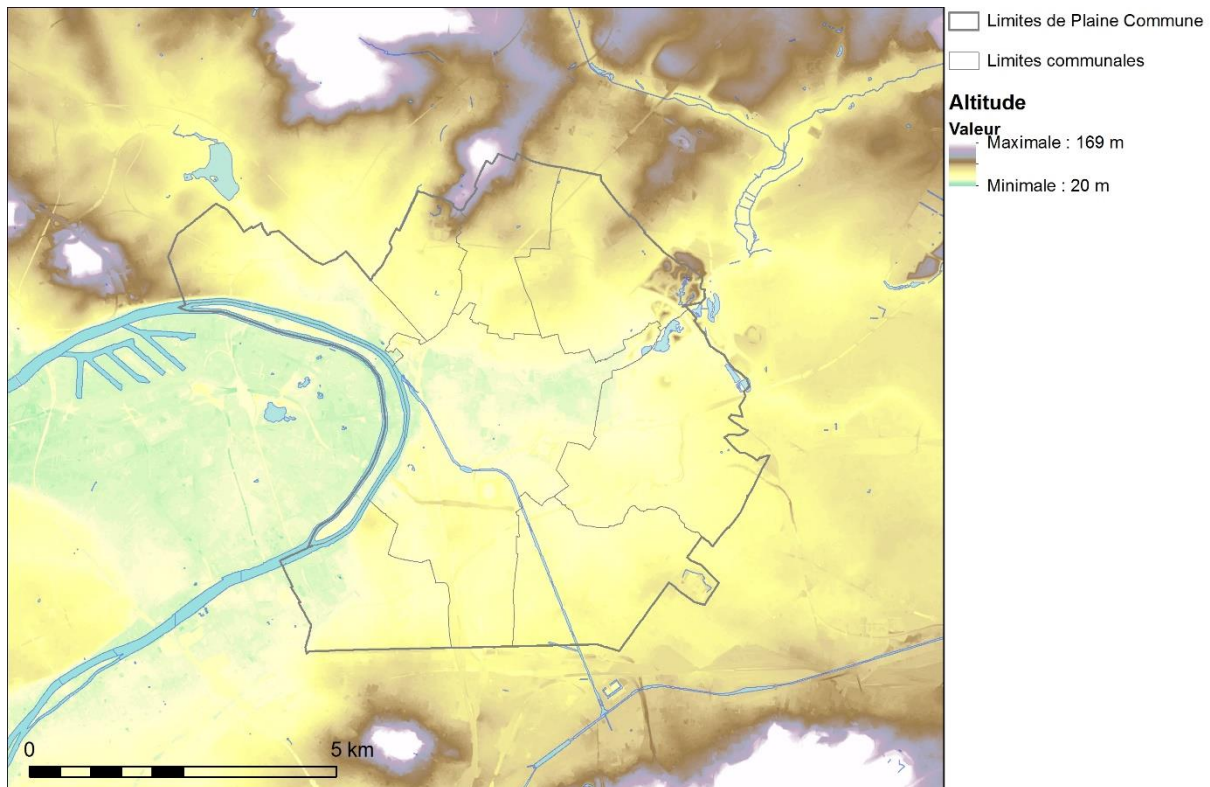 Limites de Plaine Commune
Limites communales
Altitude
Valeur
Maximale : 169 m
Minimale : 20 m
0 5 km